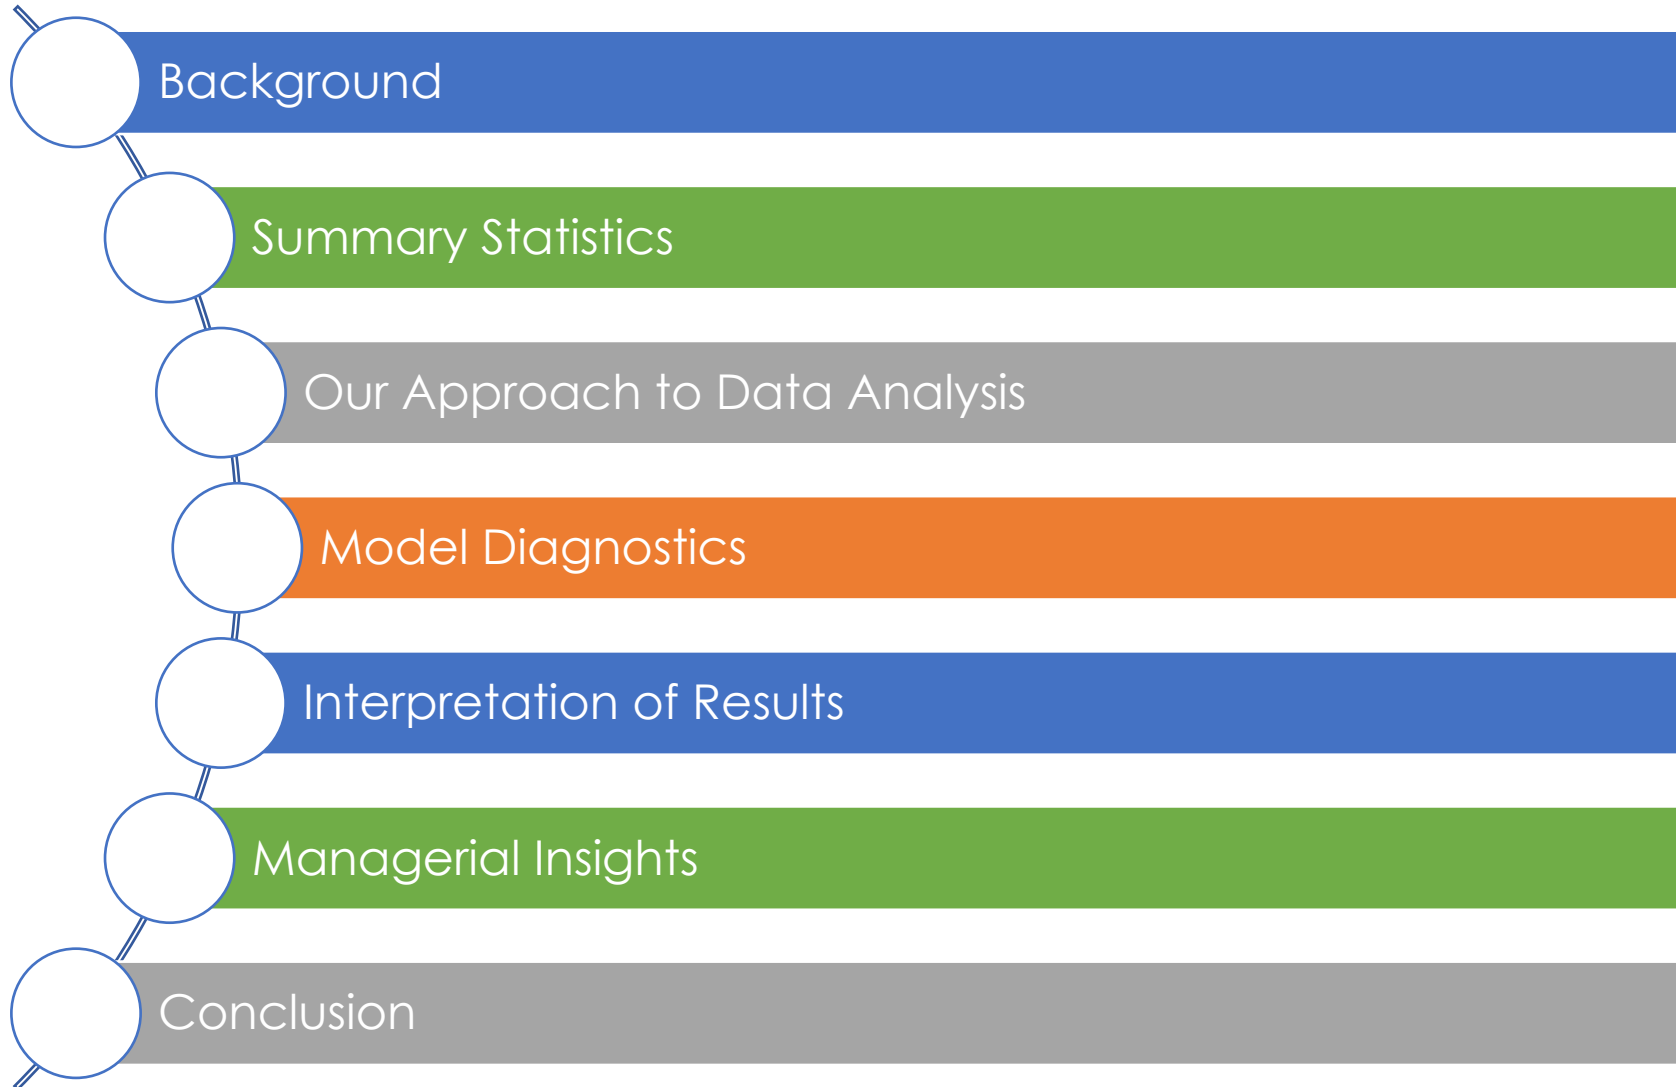 Background
Summary Statistics
Our Approach to Data Analysis
Model Diagnostics
Interpretation of Results
Managerial Insights
Conclusion